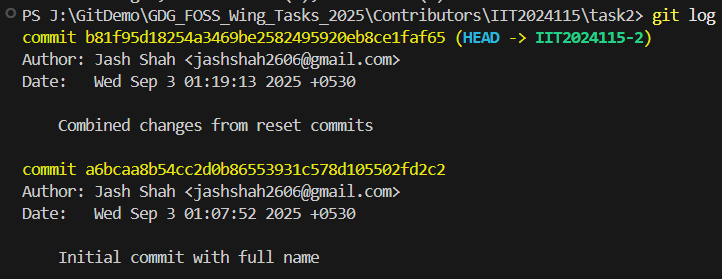 PS J:\GitDemo\GDG_FOSS_Wing_Tasks_2025\Contributors\IIT2024115\task2> git log
commit b81f95d18254a3469be2582495920eb8ce1faf65 (HEAD -> IIT2024115-2)
Author: Jash Shah <jashshah2606@gmail.com>
Date:   Wed Sep 3 01:19:13 2025 +0530
    Combined changes from reset commits
commit a6bcaa8b54cc2d0b86553931c578d105502fd2c2
Author: Jash Shah <jashshah2606@gmail.com>
Date:   Wed Sep 3 01:07:52 2025 +0530
    Initial commit with full name